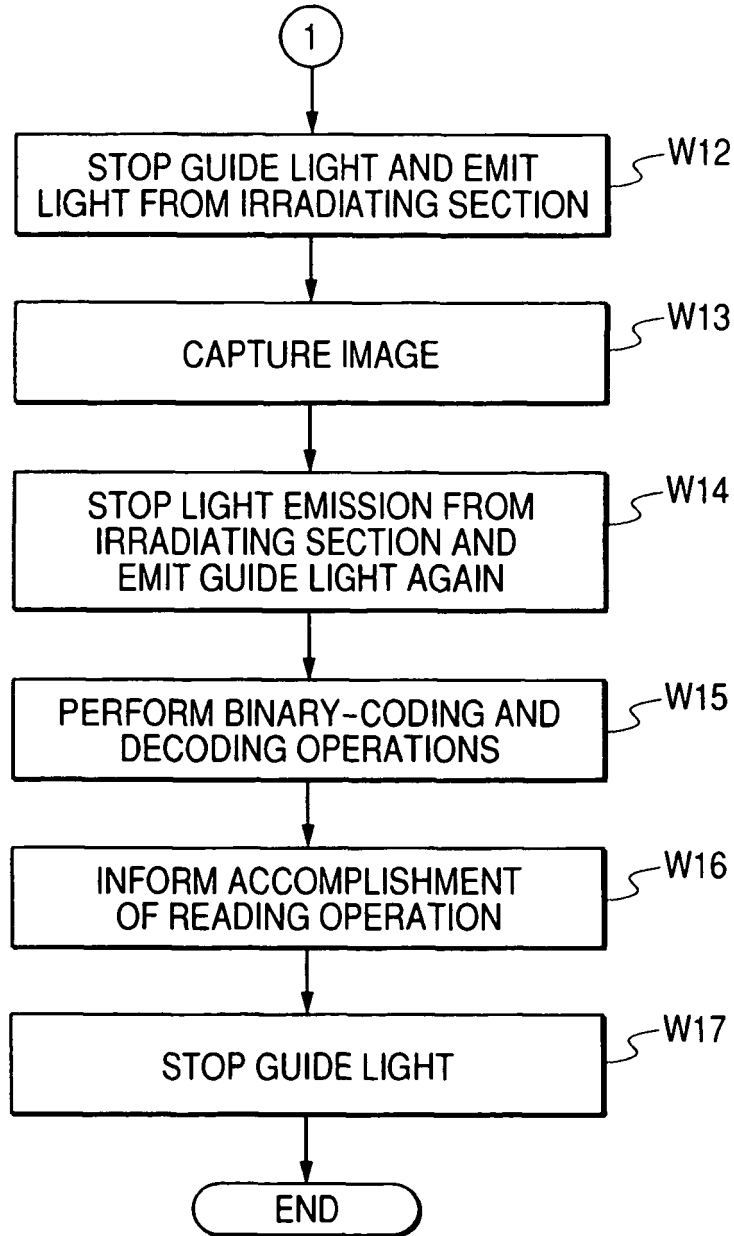 1
STOP GUIDE LIGHT AND EMIT
LIGHT FROM IRRADIATING SECTION
W12
CAPTURE IMAGE
W13
STOP LIGHT EMISSION FROM
IRRADIATING SECTION AND
EMIT GUIDE LIGHT AGAIN
W14
PERFORM BINARY-CODING AND
DECODING OPERATIONS
W15
INFORM ACCOMPLISHMENT
OF READING OPERATION
W16
STOP GUIDE LIGHT
W17
END